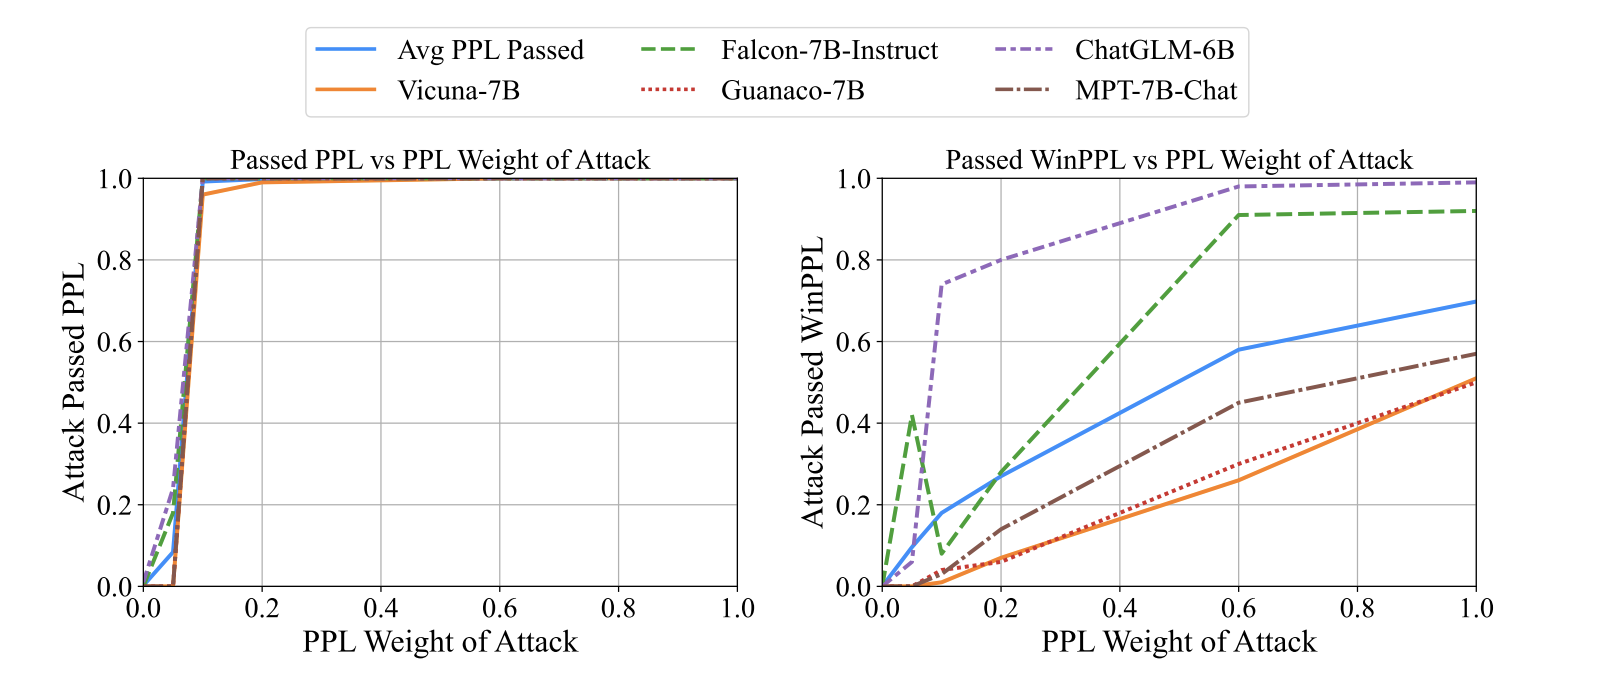 Avg PPL Passed
Falcon-7B-Instruct
ChatGLM-6B
Vicuna-7B
Guanaco-7B
MPT-7B-Chat
Passed PPL vs PPL Weight of Attack
1.0
0.8
0.6
0.4
0.2
0.0
Attack Passed PPL
0.0 0.2 0.4 0.6 0.8 1.0
PPL Weight of Attack
Passed WinPPL vs PPL Weight of Attack
1.0
0.8
0.6
0.4
0.2
0.0
Attack Passed WinPPL
0.0 0.2 0.4 0.6 0.8 1.0
PPL Weight of Attack